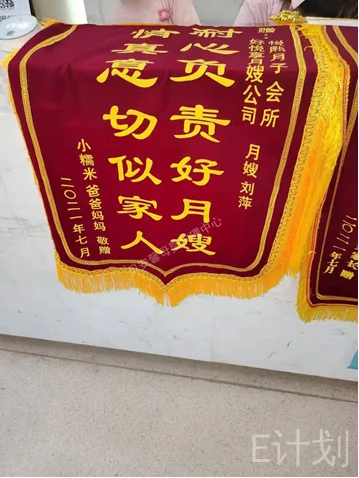 赠:悦熙月子会所
好悦享月嫂公司 月嫂 刘萍
耐心负责好月嫂
情真意切似家人
小糯米爸爸妈妈 敬赠
二〇二一年七月
E计划